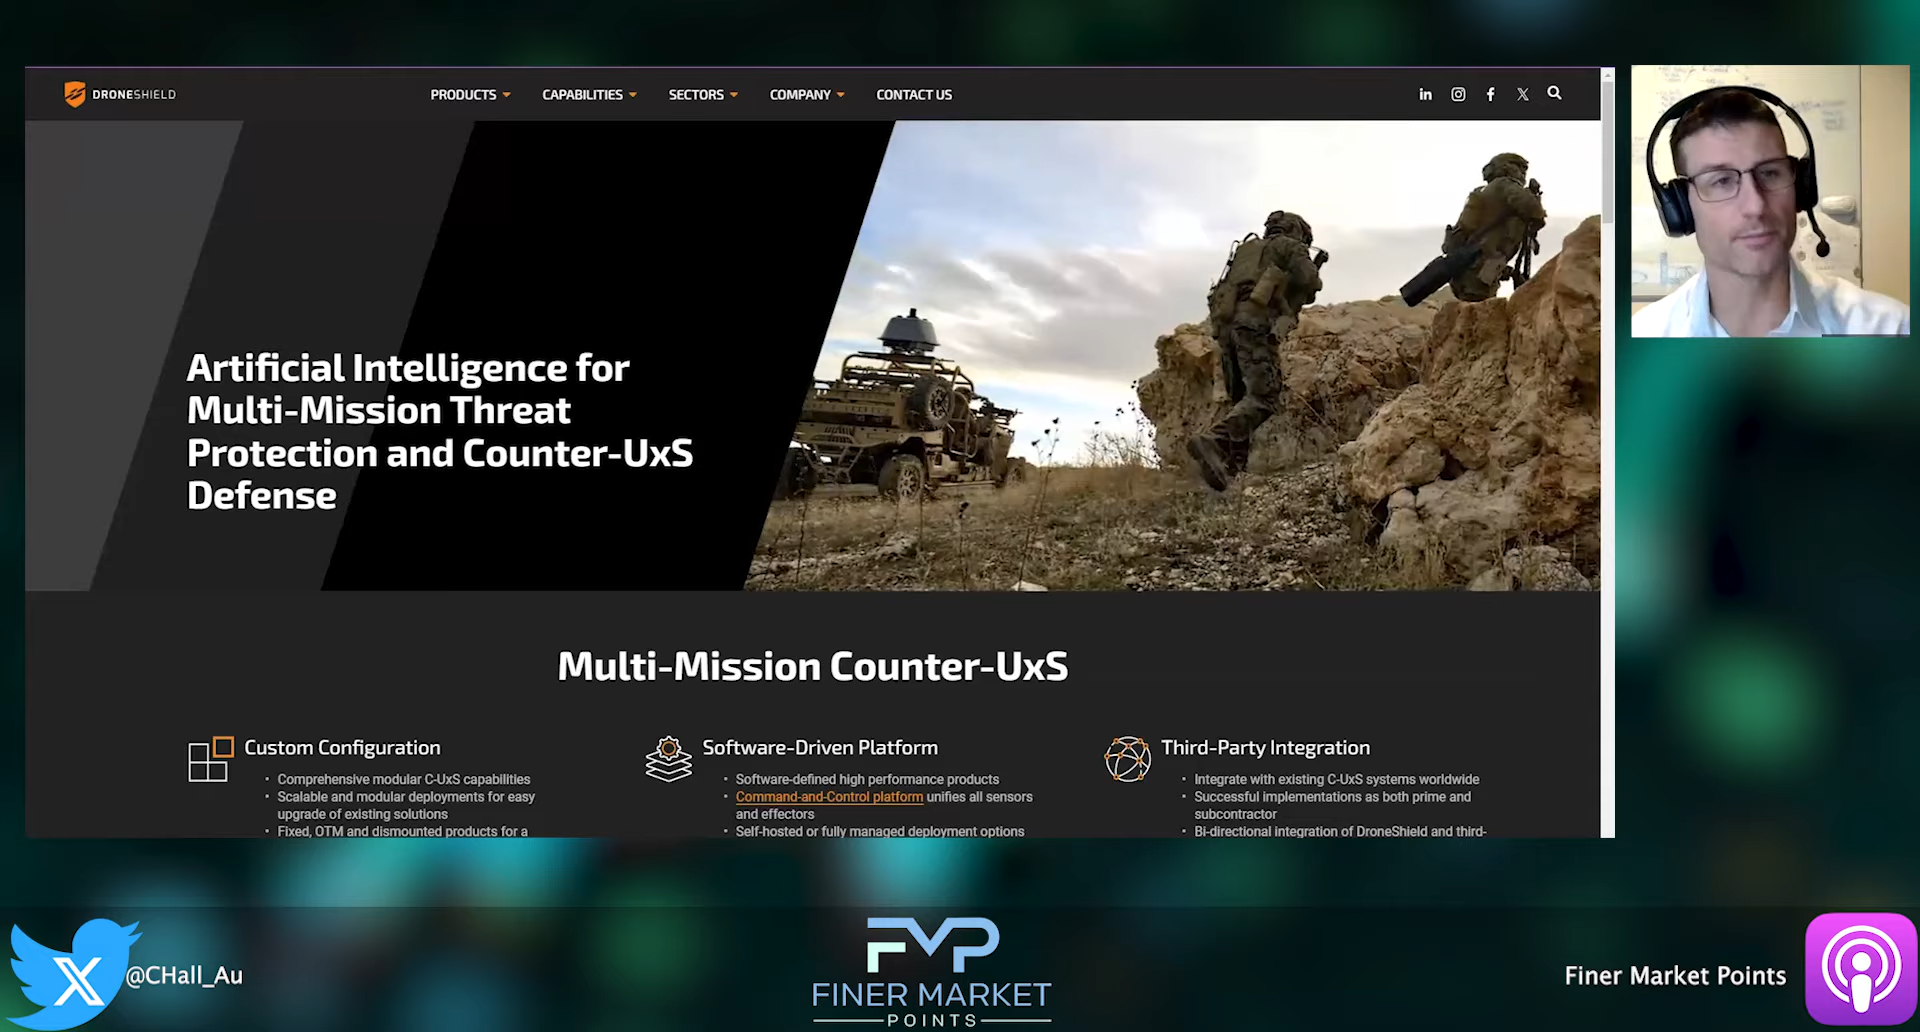 DRONESHIELD
PRODUCTS
CAPABILITIES
SECTORS
COMPANY
CONTACT US
Artificial Intelligence for
Multi-Mission Threat
Protection and Counter-UxS
Defense
Multi-Mission Counter-UxS
Custom Configuration
• Comprehensive modular C-UxS capabilities
• Scalable and modular deployments for easy
upgrade of existing solutions
• Fixed, OTM and dismounted products for a
Software-Driven Platform
• Software-defined high performance products
• Command-and-Control platform unifies all sensors
and effectors
• Self-hosted or fully managed deployment options
Third-Party Integration
• Integrate with existing C-UxS systems worldwide
• Successful implementations as both prime and
subcontractor
• Bi-directional integration of DroneShield and third-
@CHall_Au
FMP
FINER MARKET
POINTS
Finer Market Points